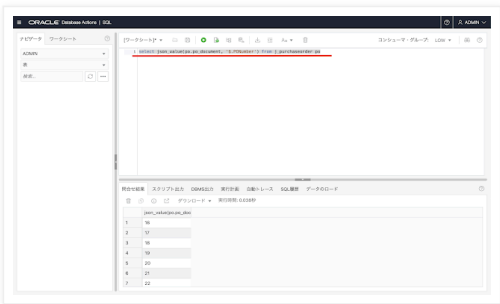 ORACLE Database Actions | SQL
ADMIN
ナビゲータ ワークシート
ADMIN
表
検索...
[ワークシート]*
コンシューマ・グループ: LOW
1 select json_value(po.po_document, '$.PONumber') from j_purchaseorder po
問合せ結果 スクリプト出力 DBMS出力 実行計画 自動トレース SQL履歴 データのロード
ダウンロード 実行時間: 0.039秒
json_value(po.po_doc
1 16
2 17
3 18
4 19
5 20
6 21
7 22